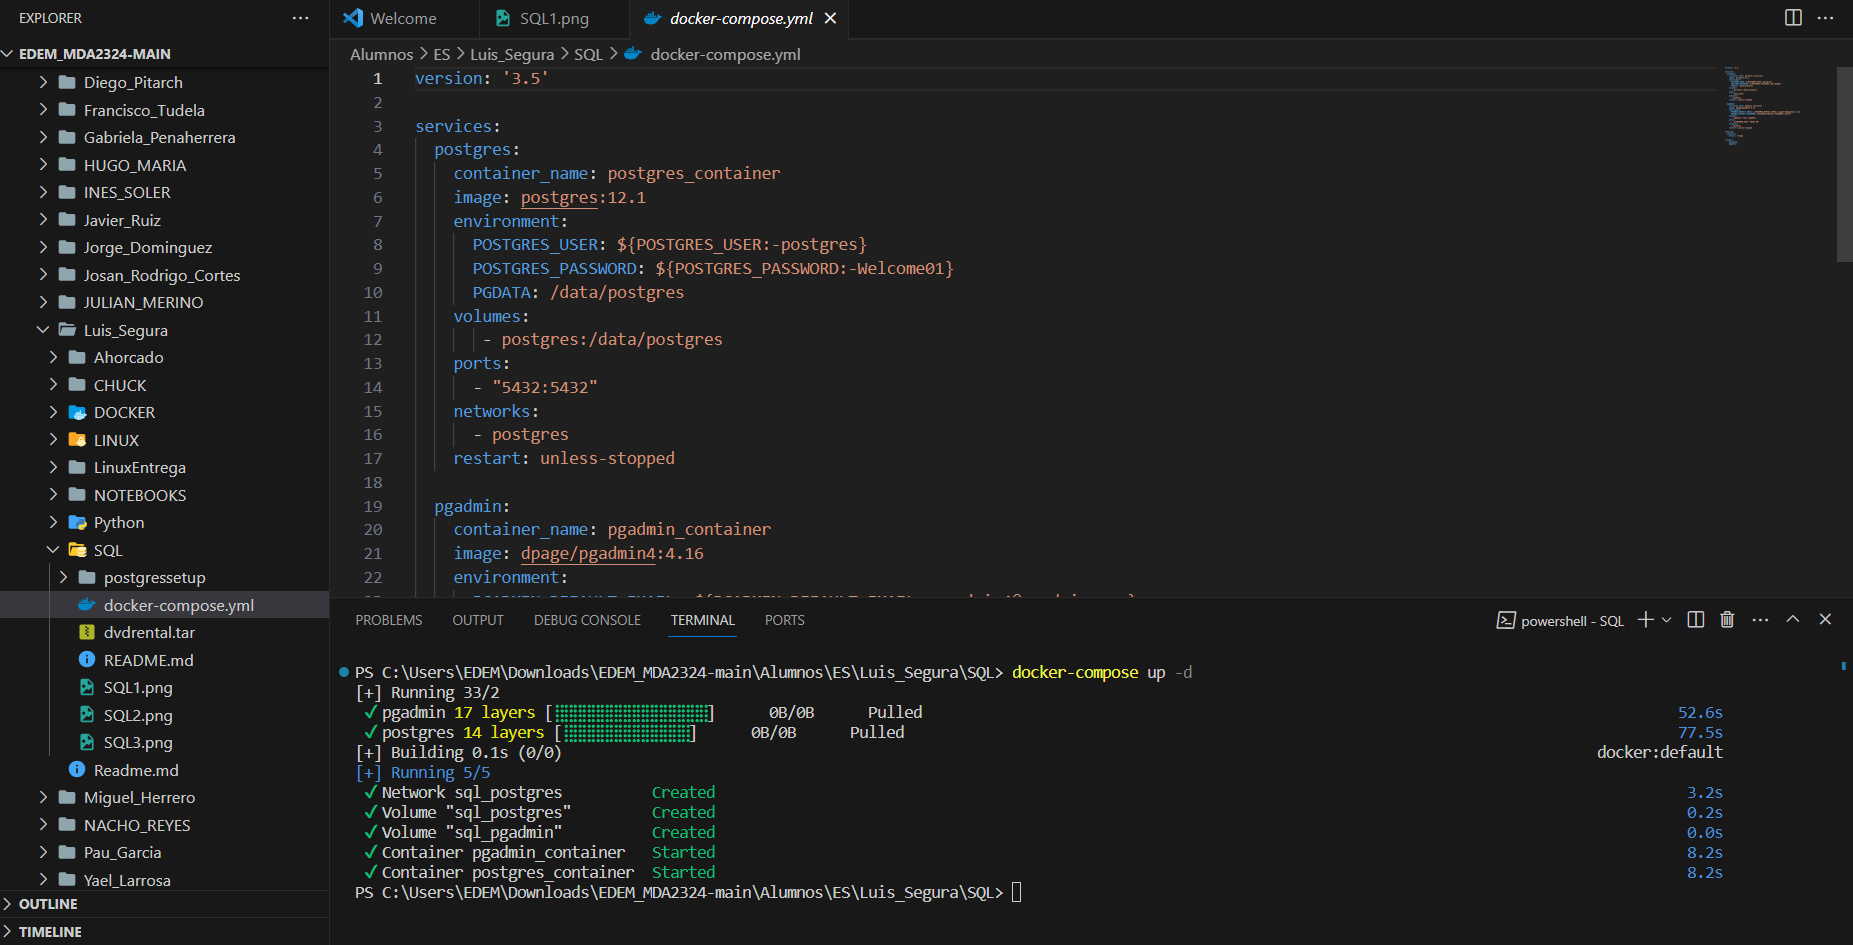 EXPLORER
EDEM_MDA2324-MAIN
Diego_Pitarch
Francisco_Tudela
Gabriela_Penaherrera
HUGO_MARIA
INES_SOLER
Javier_Ruiz
Jorge_Dominguez
Josan_Rodrigo_Cortes
JULIAN_MERINO
Luis_Segura
Ahorcado
CHUCK
DOCKER
LINUX
LinuxEntrega
NOTEBOOKS
Python
SQL
postgressetup
docker-compose.yml
dvdrental.tar
README.md
SQL1.png
SQL2.png
SQL3.png
Readme.md
Miguel_Herrero
NACHO_REYES
Pau_Garcia
Yael_Larrosa
OUTLINE
TIMELINE
Welcome
SQL1.png
docker-compose.yml
Alumnos > ES > Luis_Segura > SQL > docker-compose.yml
1 version: '3.5'
2
3 services:
4 postgres:
5 container_name: postgres_container
6 image: postgres:12.1
7 environment:
8 POSTGRES_USER: ${POSTGRES_USER:-postgres}
9 POSTGRES_PASSWORD: ${POSTGRES_PASSWORD:-Welcome01}
10 PGDATA: /data/postgres
11 volumes:
12 - postgres:/data/postgres
13 ports:
14 - "5432:5432"
15 networks:
16 - postgres
17 restart: unless-stopped
18
19 pgadmin:
20 container_name: pgadmin_container
21 image: dpage/pgadmin4:4.16
22 environment:
PROBLEMS OUTPUT DEBUG CONSOLE TERMINAL PORTS
powershell - SQL
PS C:\Users\EDEM\Downloads\EDEM_MDA2324-main\Alumnos\ES\Luis_Segura\SQL> docker-compose up -d
[+] Running 33/2
✔ pgadmin 17 layers [⣿⣿⣿⣿⣿⣿⣿⣿⣿⣿⣿⣿⣿⣿⣿⣿⣿] 0B/0B Pulled 52.6s
✔ postgres 14 layers [⣿⣿⣿⣿⣿⣿⣿⣿⣿⣿⣿⣿⣿⣿] 0B/0B Pulled 77.5s
[+] Building 0.1s (0/0) docker:default
[+] Running 5/5
✔ Network sql_postgres Created 3.2s
✔ Volume "sql_postgres" Created 0.2s
✔ Volume "sql_pgadmin" Created 0.0s
✔ Container pgadmin_container Started 8.2s
✔ Container postgres_container Started 8.2s
PS C:\Users\EDEM\Downloads\EDEM_MDA2324-main\Alumnos\ES\Luis_Segura\SQL>